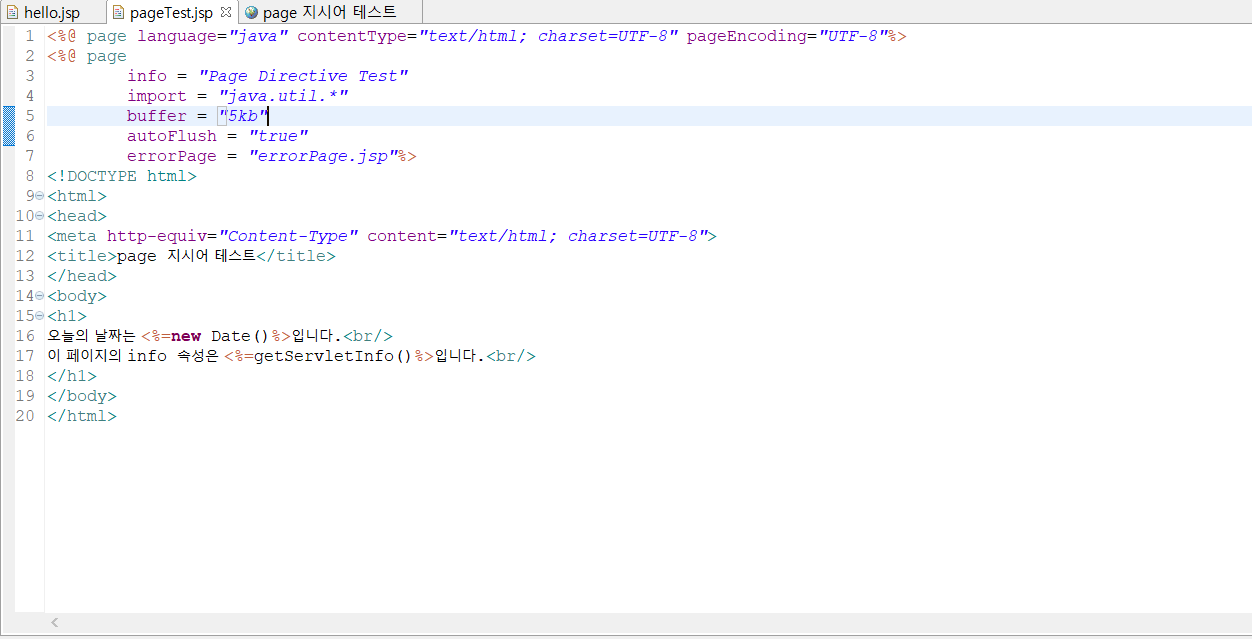 hello.jsp pageTest.jsp page 지시어 테스트
1 <%@ page language="java" contentType="text/html; charset=UTF-8" pageEncoding="UTF-8"%>
2 <%@ page
3 info = "Page Directive Test"
4 import = "java.util.*"
5 buffer = "5kb"
6 autoFlush = "true"
7 errorPage = "errorPage.jsp"%>
8 <!DOCTYPE html>
9 <html>
10 <head>
11 <meta http-equiv="Content-Type" content="text/html; charset=UTF-8">
12 <title>page 지시어 테스트</title>
13 </head>
14 <body>
15 <h1>
16 오늘의 날짜는 <%=new Date()%>입니다.<br/>
17 이 페이지의 info 속성은 <%=getServletInfo()%>입니다.<br/>
18 </h1>
19 </body>
20 </html>